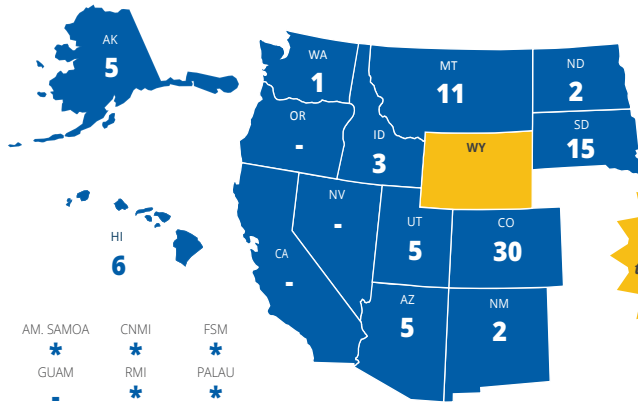 AK
5
WA
1
MT
11
ND
2
OR
-
ID
3
WY
SD
15
HI
6
NV
-
UT
5
CO
30
CA
-
AZ
5
NM
2
AM. SAMOA
*
CNMI
*
FSM
*
GUAM
-
RMI
*
PALAU
*